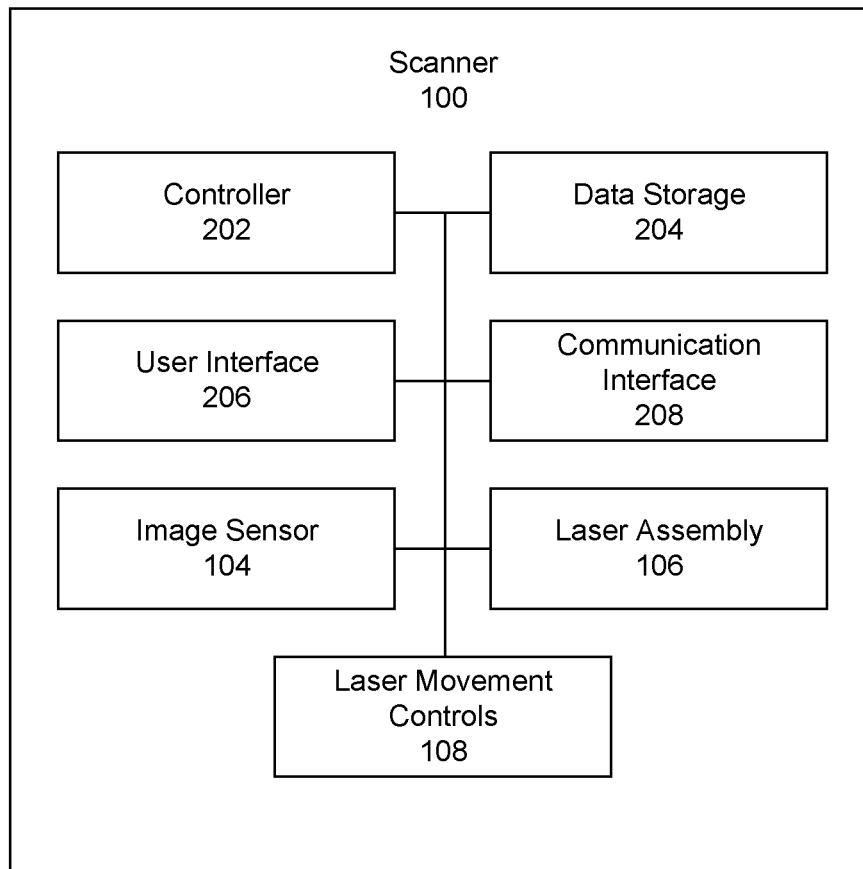 Scanner
100
Controller
202
Data Storage
204
User Interface
206
Communication
Interface
208
Image Sensor
104
Laser Assembly
106
Laser Movement
Controls
108